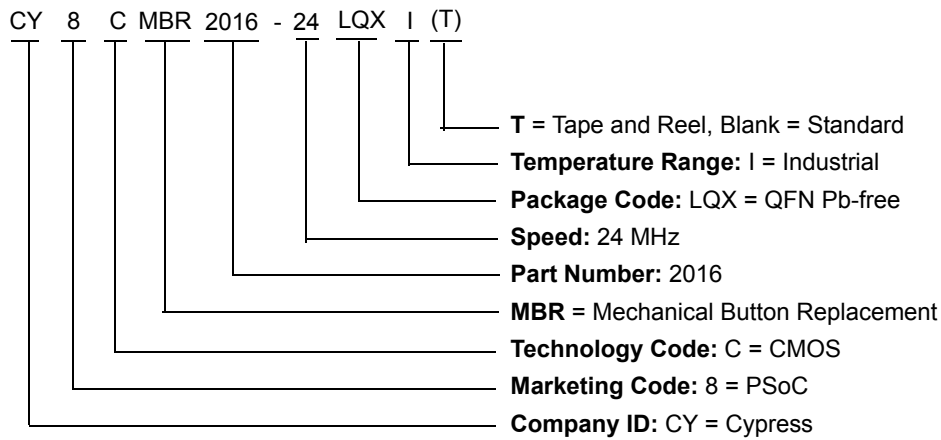 CY 8 C MBR 2016 - 24 LQX I (T)
T = Tape and Reel, Blank = Standard
Temperature Range: I = Industrial
Package Code: LQX = QFN Pb-free
Speed: 24 MHz
Part Number: 2016
MBR = Mechanical Button Replacement
Technology Code: C = CMOS
Marketing Code: 8 = PSoC
Company ID: CY = Cypress